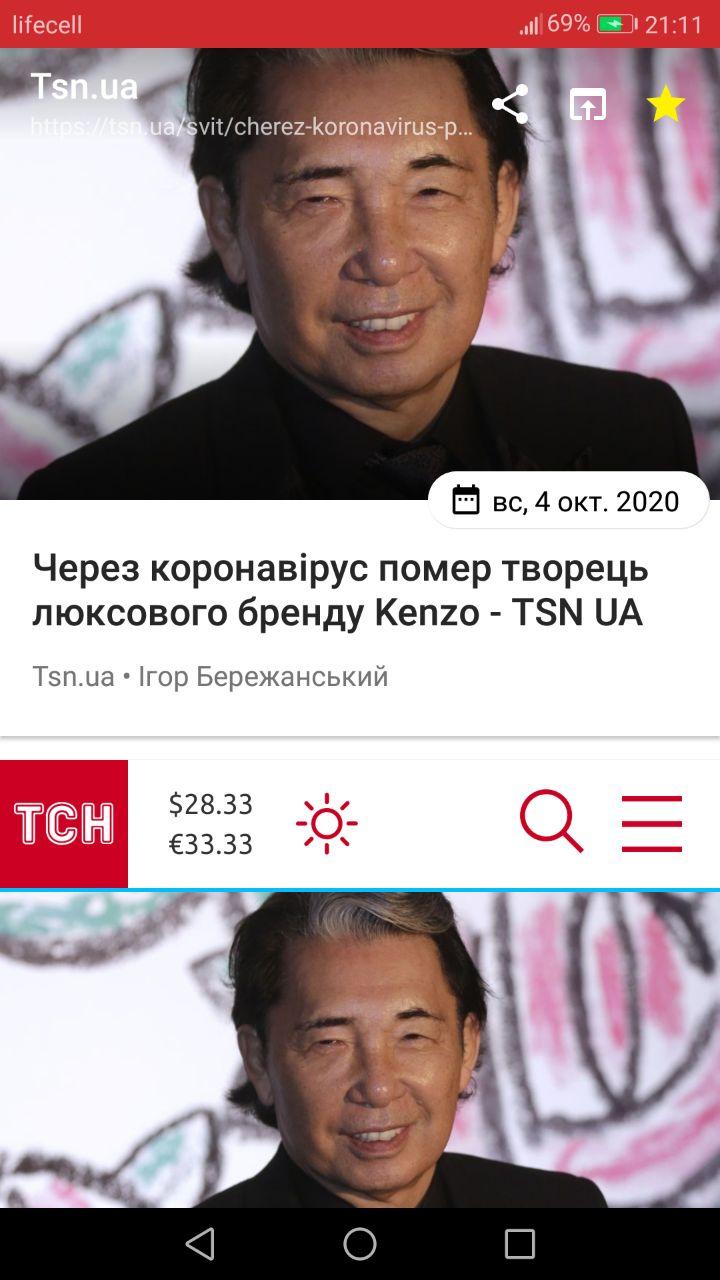 lifecell
69%
21:11
Tsn.ua
https://tsn.ua/svit/cherez-koronavirus-p...
вс, 4 окт. 2020
Через коронавірус помер творець
люксового бренду Kenzo - TSN UA
Tsn.ua • Ігор Бережанський
ТСН
$28.33
€33.33